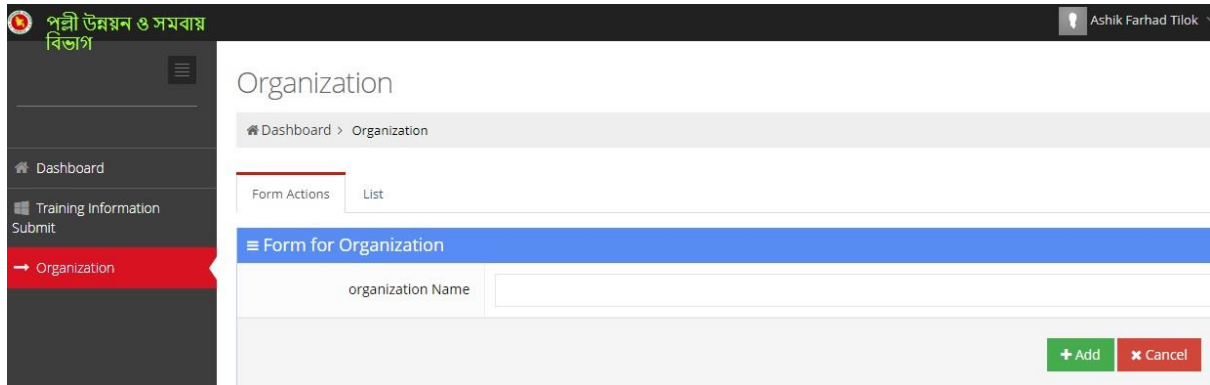 পল্লী উন্নয়ন ও সমবায়
বিভাগ
Ashik Farhad Tilok
Organization
Dashboard > Organization
Dashboard
Training Information
Submit
Organization
Form Actions
List
Form for Organization
organization Name
Add
Cancel